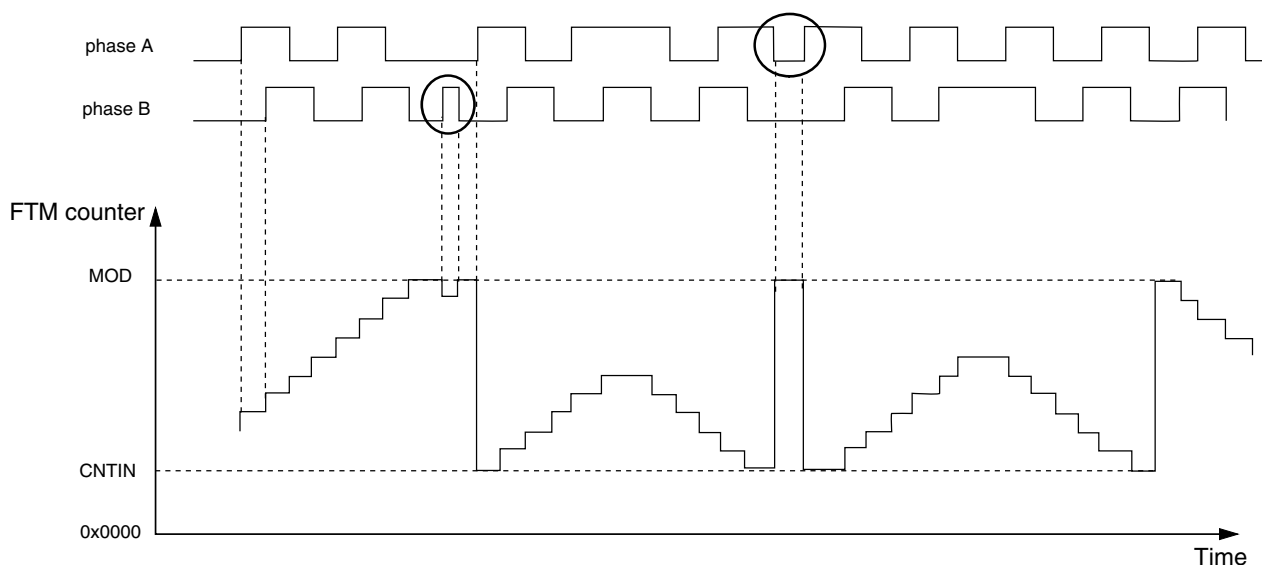 phase A
phase B
FTM counter
MOD
CNTIN
0x0000
Time